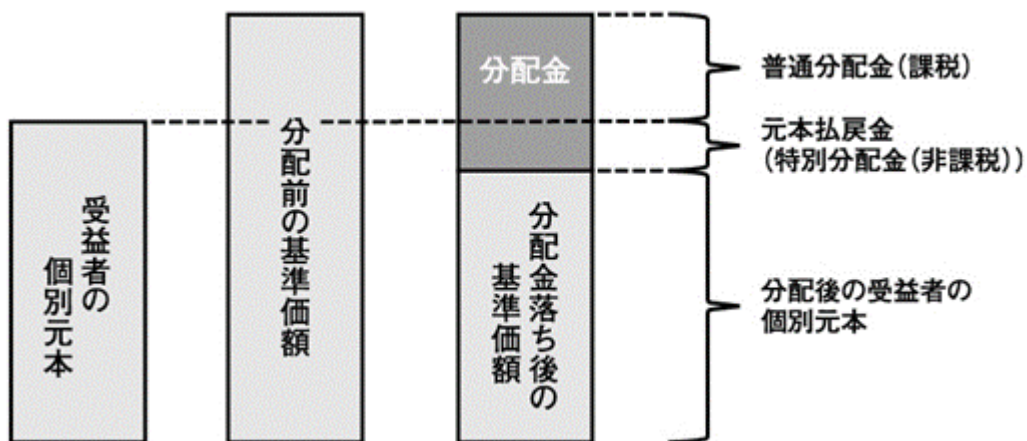 受益者の
個別元本
分配前の基準価額
分配金
分配金落ち後の
基準価額
普通分配金(課税)
元本払戻金
(特別分配金(非課税))
分配後の受益者の
個別元本